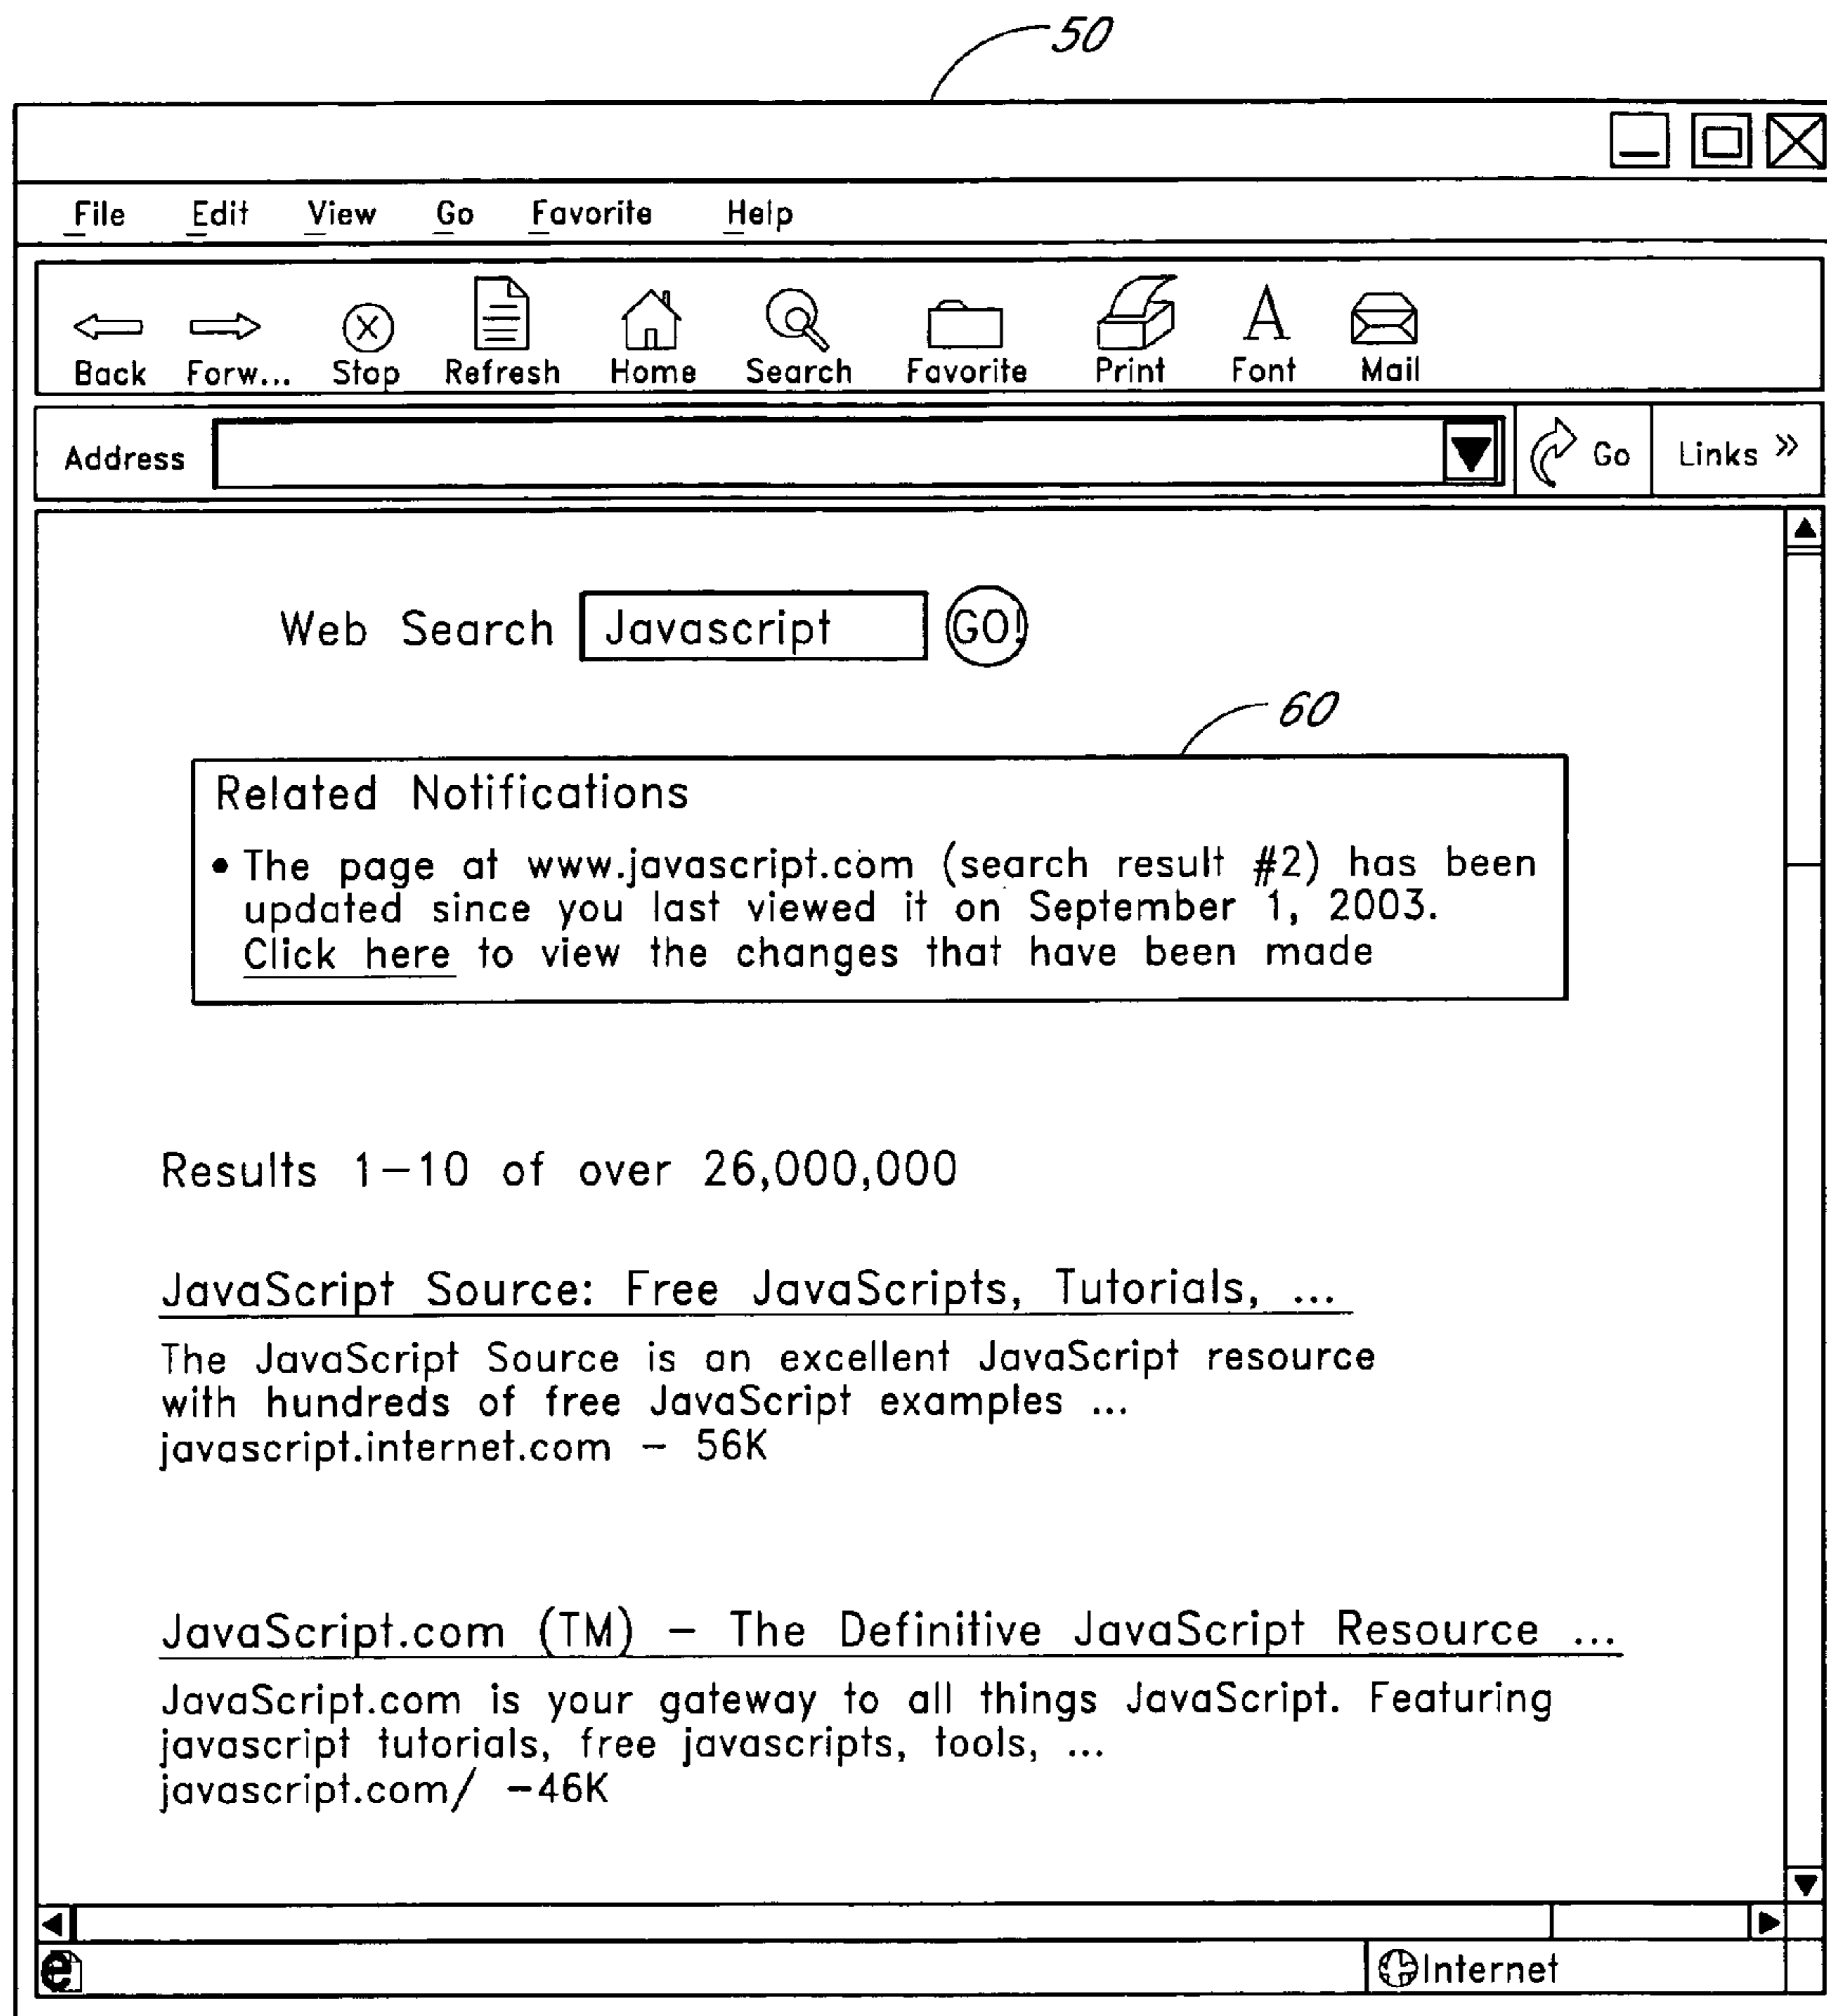 50
File Edit View Go Favorite Help
Back Forw... Stop Refresh Home Search Favorite Print Font Mail
Address Go Links »
Web Search Javascript GO!
60
Related Notifications
• The page at www.javascript.com (search result #2) has been
updated since you last viewed it on September 1, 2003.
Click here to view the changes that have been made
Results 1-10 of over 26,000,000
JavaScript Source: Free JavaScripts, Tutorials, ...
The JavaScript Source is an excellent JavaScript resource
with hundreds of free JavaScript examples ...
javascript.internet.com - 56K
JavaScript.com (TM) - The Definitive JavaScript Resource ...
JavaScript.com is your gateway to all things JavaScript. Featuring
javascript tutorials, free javascripts, tools, ...
javascript.com/ -46K
Internet